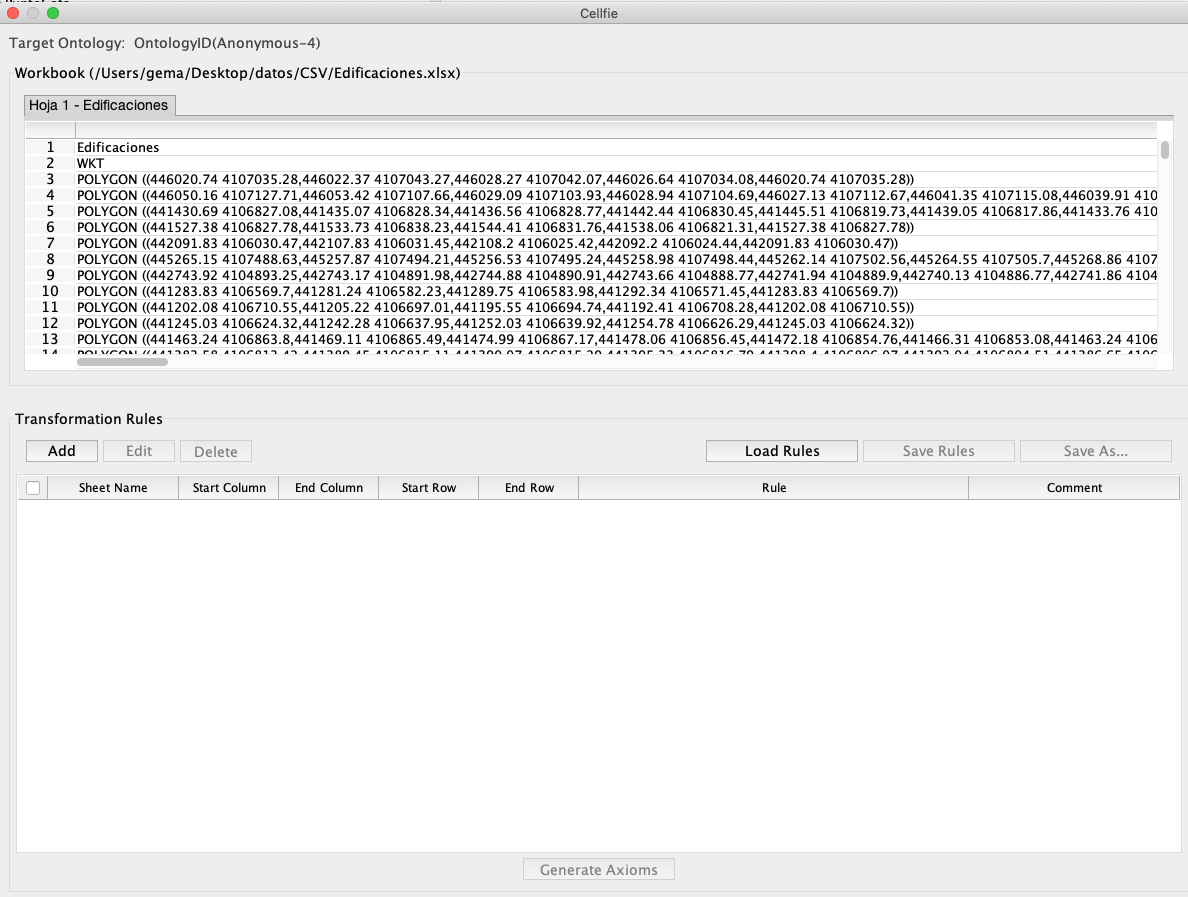 Cellfie
Target Ontology: OntologyID(Anonymous-4)
Workbook (/Users/gema/Desktop/datos/CSV/Edificaciones.xlsx)
Hoja 1 - Edificaciones
1 Edificaciones
2 WKT
3 POLYGON ((446020.74 4107035.28,446022.37 4107043.27,446028.27 4107042.07,446026.64 4107034.08,446020.74 4107035.28))
4 POLYGON ((446050.16 4107127.71,446053.42 4107107.66,446029.09 4107103.93,446028.94 4107104.69,446027.13 4107112.67,446041.35 4107115.08,446039.91 410
5 POLYGON ((441430.69 4106827.08,441435.07 4106828.34,441436.56 4106828.77,441442.44 4106830.45,441445.51 4106819.73,441439.05 4106817.86,441433.76 410
6 POLYGON ((441527.38 4106827.78,441533.73 4106838.23,441544.41 4106831.76,441538.06 4106821.31,441527.38 4106827.78))
7 POLYGON ((442091.83 4106030.47,442107.83 4106031.45,442108.2 4106025.42,442092.2 4106024.44,442091.83 4106030.47))
8 POLYGON ((445265.15 4107488.63,445257.87 4107494.21,445256.53 4107495.24,445258.98 4107498.44,445262.14 4107502.56,445264.55 4107505.7,445268.86 4107
9 POLYGON ((442743.92 4104893.25,442743.17 4104891.98,442744.88 4104890.91,442743.66 4104888.77,442741.94 4104889.9,442740.13 4104886.77,442741.86 4104
10 POLYGON ((441283.83 4106569.7,441281.24 4106582.23,441289.75 4106583.98,441292.34 4106571.45,441283.83 4106569.7))
11 POLYGON ((441202.08 4106710.55,441205.22 4106697.01,441195.55 4106694.74,441192.41 4106708.28,441202.08 4106710.55))
12 POLYGON ((441245.03 4106624.32,441242.28 4106637.95,441252.03 4106639.92,441254.78 4106626.29,441245.03 4106624.32))
13 POLYGON ((441463.24 4106863.8,441469.11 4106865.49,441474.99 4106867.17,441478.06 4106856.45,441472.18 4106854.76,441466.31 4106853.08,441463.24 4106
Transformation Rules
Add Edit Delete Load Rules Save Rules Save As...
Sheet Name Start Column End Column Start Row End Row Rule Comment
Generate Axioms